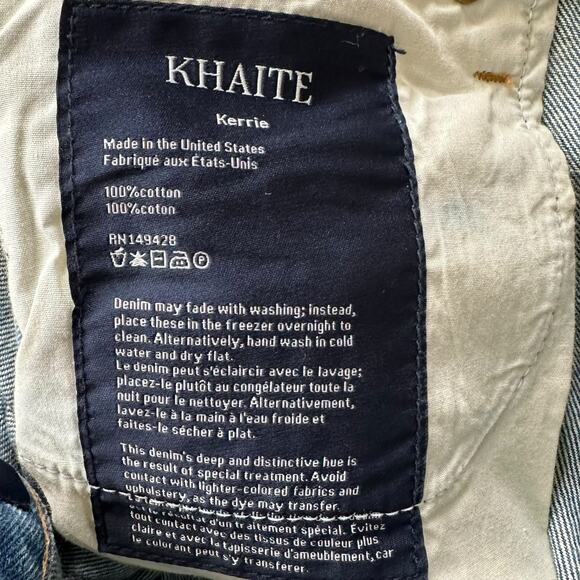 KHAITE
Kerrie
Made in the United States
Fabriqué aux États-Unis
100%cotton
100%coton
RN149428
Denim may fade with washing; instead,
place these in the freezer overnight to
clean. Alternatively, hand wash in cold
water and dry flat.
Le denim peut s'éclaircir avec le lavage;
placez-le plutôt au congélateur toute la
nuit pour le nettoyer. Alternativement,
lavez-le à la main à l'eau froide et
faites-le sécher à plat.
This denim's deep and distinctive hue is
the result of special treatment. Avoid
contact with lighter-colored fabrics and
upholstery, as the dye may transfer.
d'un traitement spécial. Évitez
tout contact avec des tissus de couleur plus
claire et avec la tapisserie d'ameublement, car
le colorant peut s'y transférer.